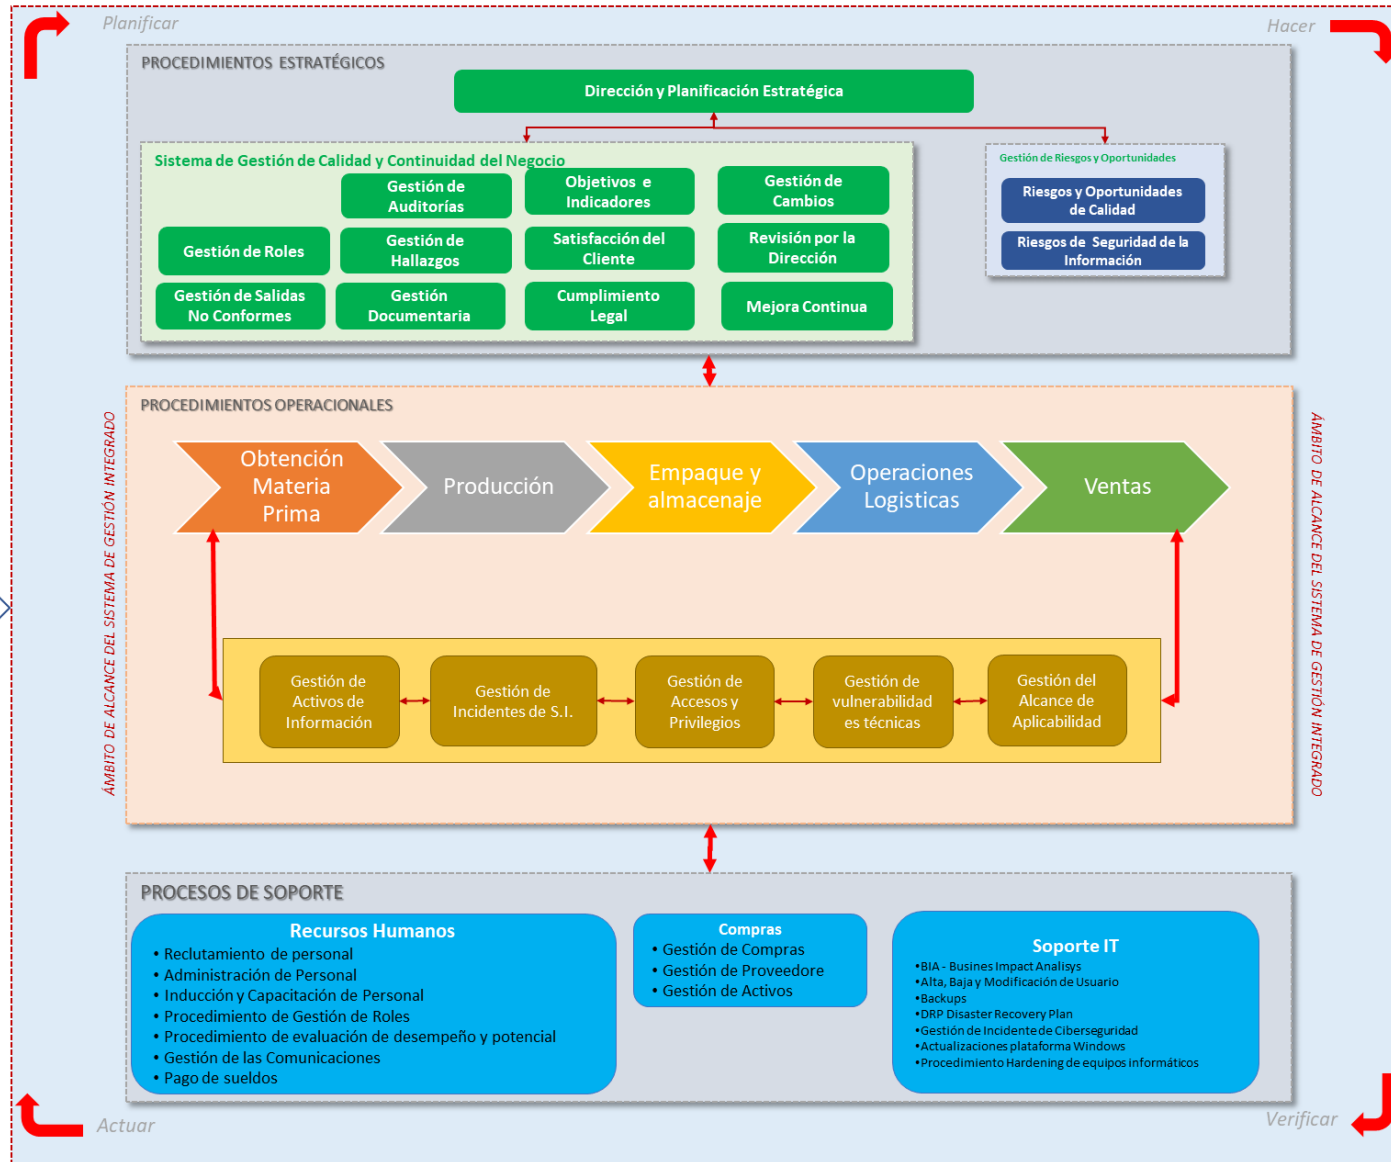 Planificar
Hacer
PROCEDIMIENTOS ESTRATÉGICOS
Dirección y Planificación Estratégica
Sistema de Gestión de Calidad y Continuidad del Negocio
Gestión de
Auditorías
Objetivos e
Indicadores
Gestión de
Cambios
Gestión de Roles
Gestión de
Hallazgos
Satisfacción del
Cliente
Revisión por la
Dirección
Gestión de Salidas
No Conformes
Gestión
Documentaria
Cumplimiento
Legal
Mejora Continua
Gestión de Riesgos y Oportunidades
Riesgos y Oportunidades
de Calidad
Riesgos de Seguridad de la
Información
ÁMBITO DE ALCANCE DEL SISTEMA DE GESTIÓN INTEGRADO
PROCEDIMIENTOS OPERACIONALES
Obtención
Materia
Prima
Producción
Empaque y
almacenaje
Operaciones
Logisticas
Ventas
Gestión de
Activos de
Información
Gestión de
Incidentes de S.I.
Gestión de
Accesos y
Privilegios
Gestión de
vulnerabilidad
es técnicas
Gestión del
Alcance de
Aplicabilidad
ÁMBITO DE ALCANCE DEL SISTEMA DE GESTIÓN INTEGRADO
PROCESOS DE SOPORTE
Recursos Humanos
• Reclutamiento de personal
• Administración de Personal
• Inducción y Capacitación de Personal
• Procedimiento de Gestión de Roles
• Procedimiento de evaluación de desempeño y potencial
• Gestión de las Comunicaciones
• Pago de sueldos
Compras
• Gestión de Compras
• Gestión de Proveedore
• Gestión de Activos
Soporte IT
•BIA - Busines Impact Analisys
•Alta, Baja y Modificación de Usuario
•Backups
•DRP Disaster Recovery Plan
•Gestión de Incidente de Ciberseguridad
•Actualizaciones plataforma Windows
•Procedimiento Hardening de equipos informáticos
Actuar
Verificar